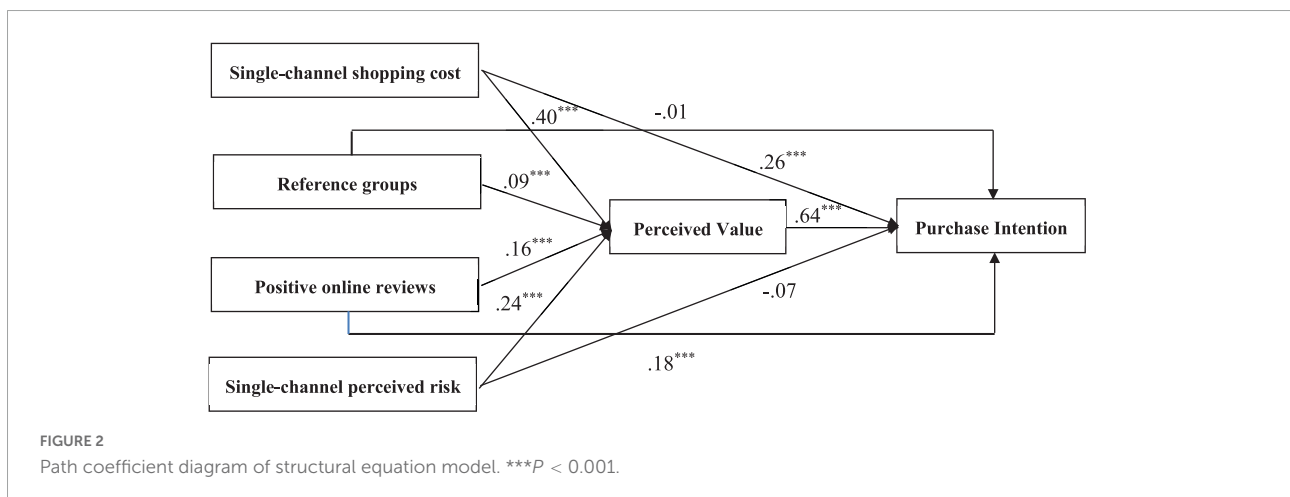 Single-channel shopping cost
.40***
-.01
Reference groups
.26***
.09***
Perceived Value
.64***
Purchase Intention
.16***
Positive online reviews
.24***
-.07
.18***
Single-channel perceived risk
FIGURE 2
Path coefficient diagram of structural equation model. ***P < 0.001.